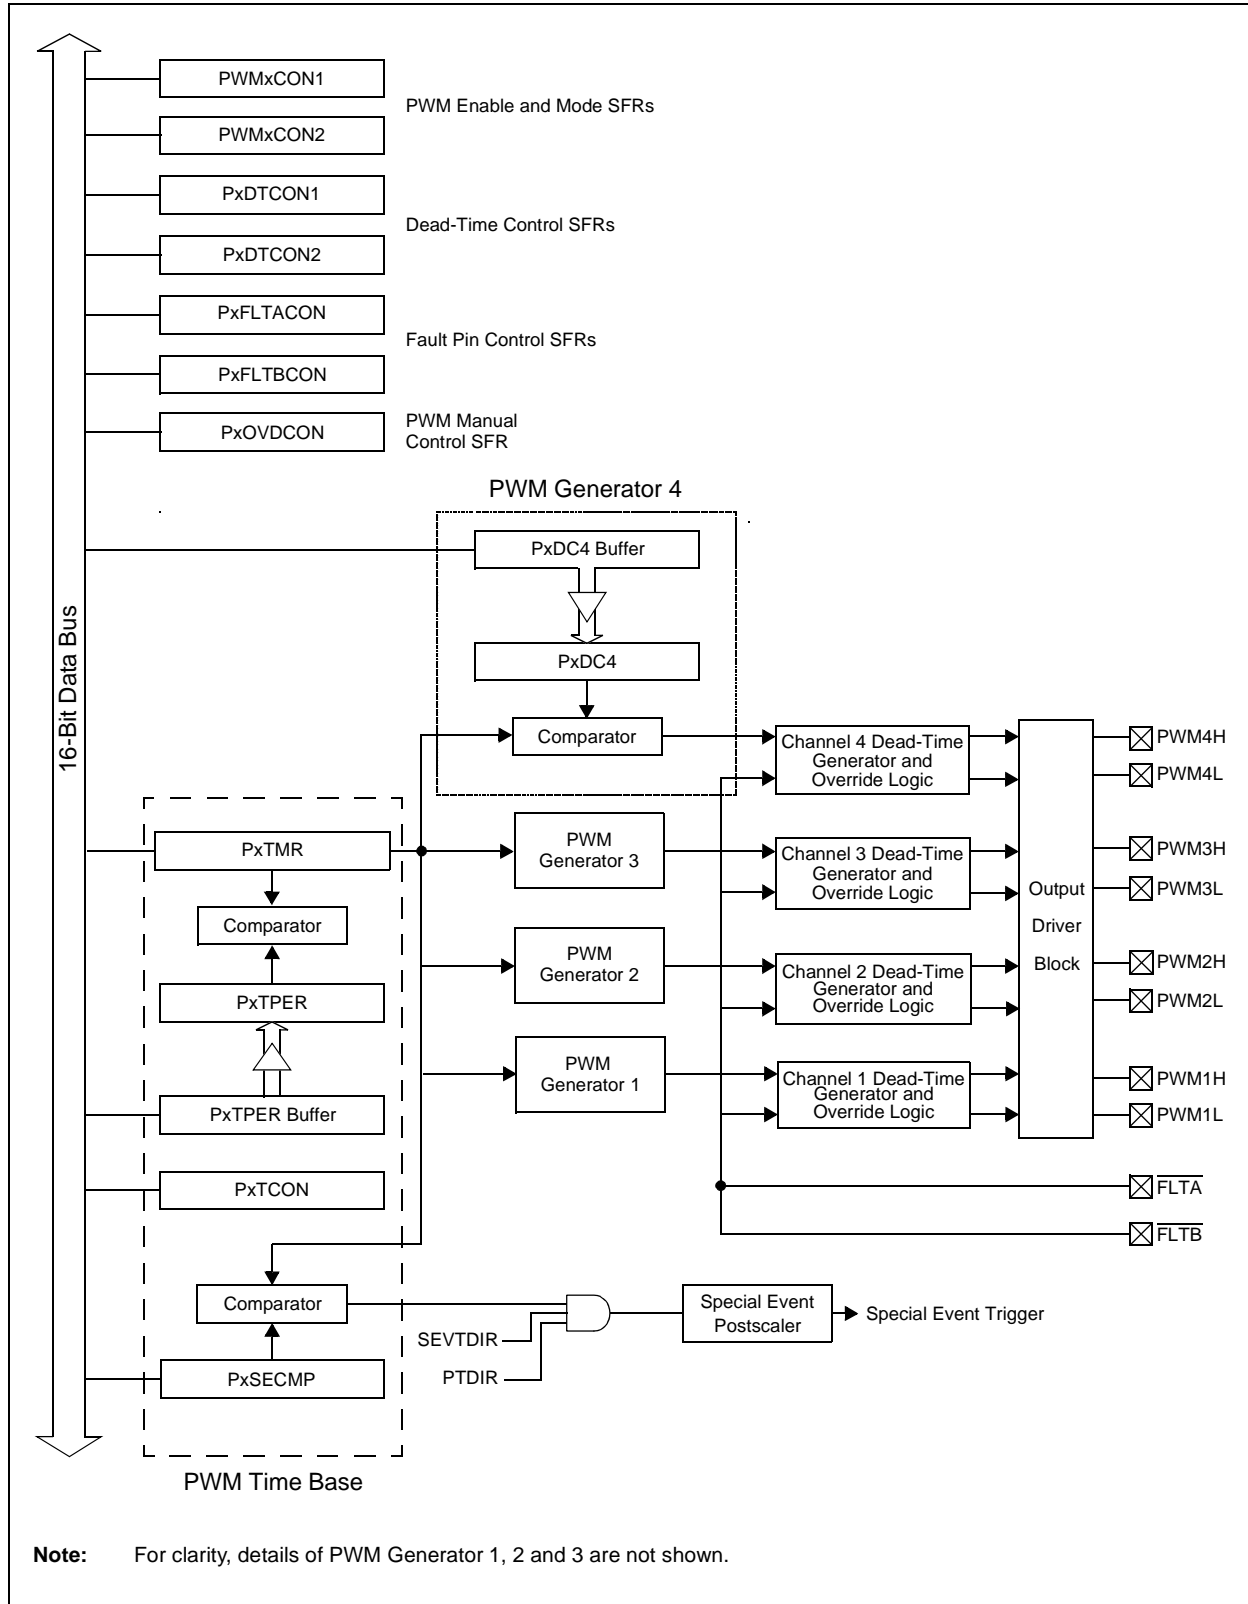 PWMxCON1
PWM Enable and Mode SFRs
PWMxCON2
PxDTCON1
Dead-Time Control SFRs
PxDTCON2
PxFLTACON
Fault Pin Control SFRs
PxFLTBCON
PxOVDCON
PWM Manual
Control SFR
PWM Generator 4
PxDC4 Buffer
PxDC4
Comparator
16-Bit Data Bus
Channel 4 Dead-Time
Generator and
Override Logic
PWM4H
PWM4L
PxTMR
Comparator
PxTPER
PxTPER Buffer
PxTCON
Comparator
PxSECMP
PWM Time Base
PWM
Generator 3
Channel 3 Dead-Time
Generator and
Override Logic
PWM3H
PWM3L
Output
Driver
Block
PWM
Generator 2
Channel 2 Dead-Time
Generator and
Override Logic
PWM2H
PWM2L
PWM
Generator 1
Channel 1 Dead-Time
Generator and
Override Logic
PWM1H
PWM1L
FLTA
FLTB
SEVTDIR
PTDIR
Special Event
Postscaler
Special Event Trigger
Note: For clarity, details of PWM Generator 1, 2 and 3 are not shown.